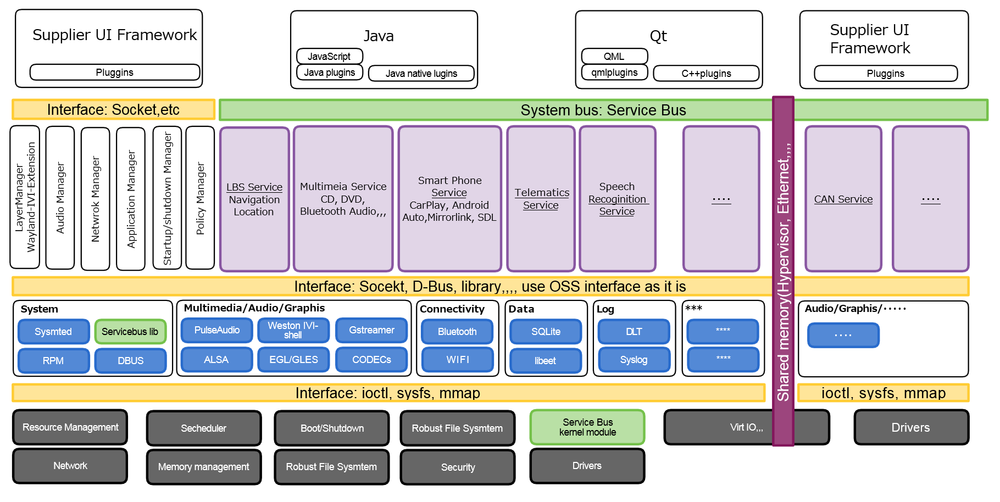 Supplier UI Framework
Pluggins
Java
JavaScript
Java plugins
Java native lugins
Qt
QML
qmlplugins
C++plugins
Supplier UI
Framework
Pluggins
Interface: Socket,etc
System bus: Service Bus
LayerManager
Wayland-IVI-Extension
Audio Manager
Netwrok Manager
Application Manager
Startup/shutdown Manager
Policy Manager
LBS Service
Navigation
Location
Multimeia Service
CD, DVD,
Bluetooth Audio,,,
Smart Phone
Service
CarPlay, Android
Auto,Mirrorlink, SDL
Telematics
Service
Speech
Recoginition
Service
････
Shared memory(Hypervisor, Ethernet,,,,
CAN Service
････
Interface: Socekt, D-Bus, library,,,, use OSS interface as it is
System
Sysmted
Servicebus lib
RPM
DBUS
Multimedia/Audio/Graphis
PulseAudio
Weston IVI-
shell
Gstreamer
ALSA
EGL/GLES
CODECs
Connectivity
Bluetooth
WIFI
Data
SQLite
libeet
Log
DLT
Syslog
***
****
****
Audio/Graphis/･････
････
Interface: ioctl, sysfs, mmap
ioctl, sysfs, mmap
Resource Management
Secheduler
Boot/Shutdown
Robust File Sysmtem
Service Bus
kernel module
Virt IO,,,
Drivers
Network
Memory management
Robust File Sysmtem
Security
Drivers